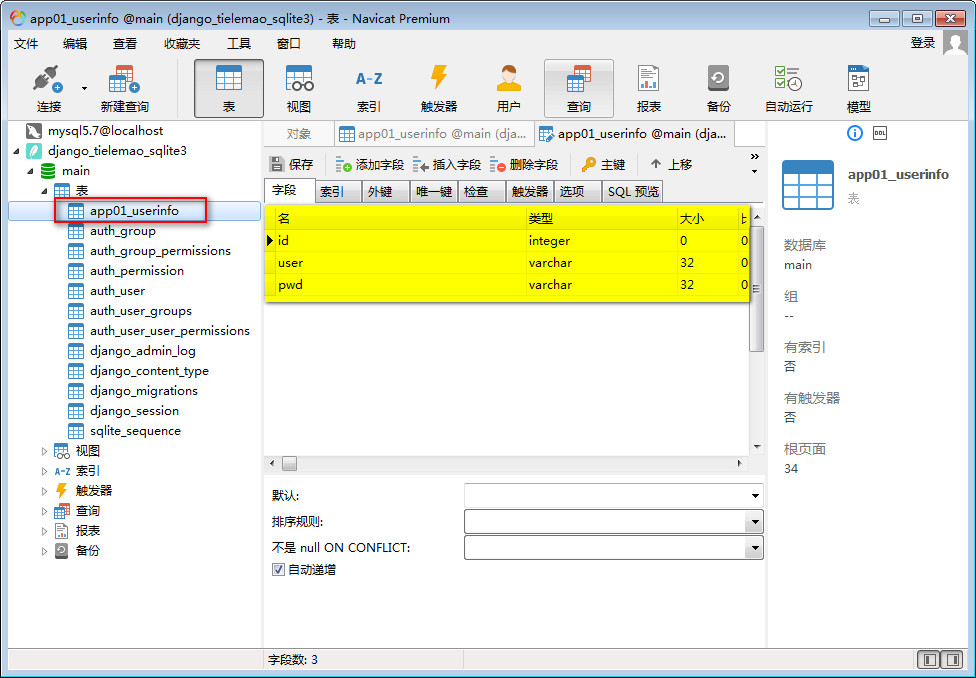 app01_userinfo @main (django_tielemao_sqlite3) - 表 - Navicat Premium
文件 编辑 查看 收藏夹 工具 窗口 帮助 登录
连接 新建查询 表 视图 A-Z 索引 触发器 用户 查询 报表 备份 自动运行 模型
mysql5.7@localhost
django_tielemao_sqlite3
main
表
app01_userinfo
auth_group
auth_group_permissions
auth_permission
auth_user
auth_user_groups
auth_user_user_permissions
django_admin_log
django_content_type
django_migrations
django_session
sqlite_sequence
视图
A-Z 索引
触发器
查询
报表
备份
对象 app01_userinfo @main (djan... app01_userinfo @main (dja...
保存 添加字段 插入字段 删除字段 主键 上移 »
字段 索引 外键 唯一键 检查 触发器 选项 SQL 预览
名 类型 大小
id integer 0 0
user varchar 32 0
pwd varchar 32 0
默认:
排序规则:
不是 null ON CONFLICT:
自动递增
DDL
app01_userinfo
表
数据库
main
组
--
有索引
否
有触发器
否
根页面
34
字段数: 3